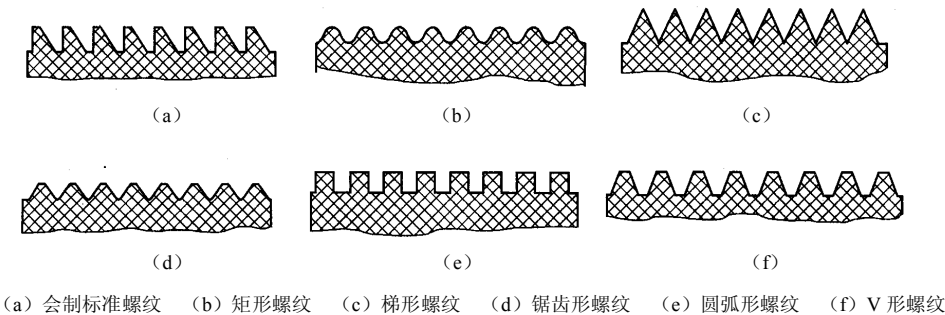 (a) (b) (c)
(d) (e) (f)
(a) 会制标准螺纹 (b) 矩形螺纹 (c) 梯形螺纹 (d) 锯齿形螺纹 (e) 圆弧形螺纹 (f) V 形螺纹